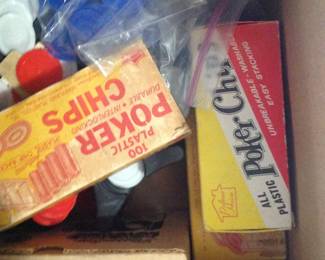 100
PLASTIC
POKER
CHIPS
DURABLE • INTERLOCKING
ALL
PLASTIC
Poker Chi
UNBREAKABLE - WASHABLE
EASY STACKING